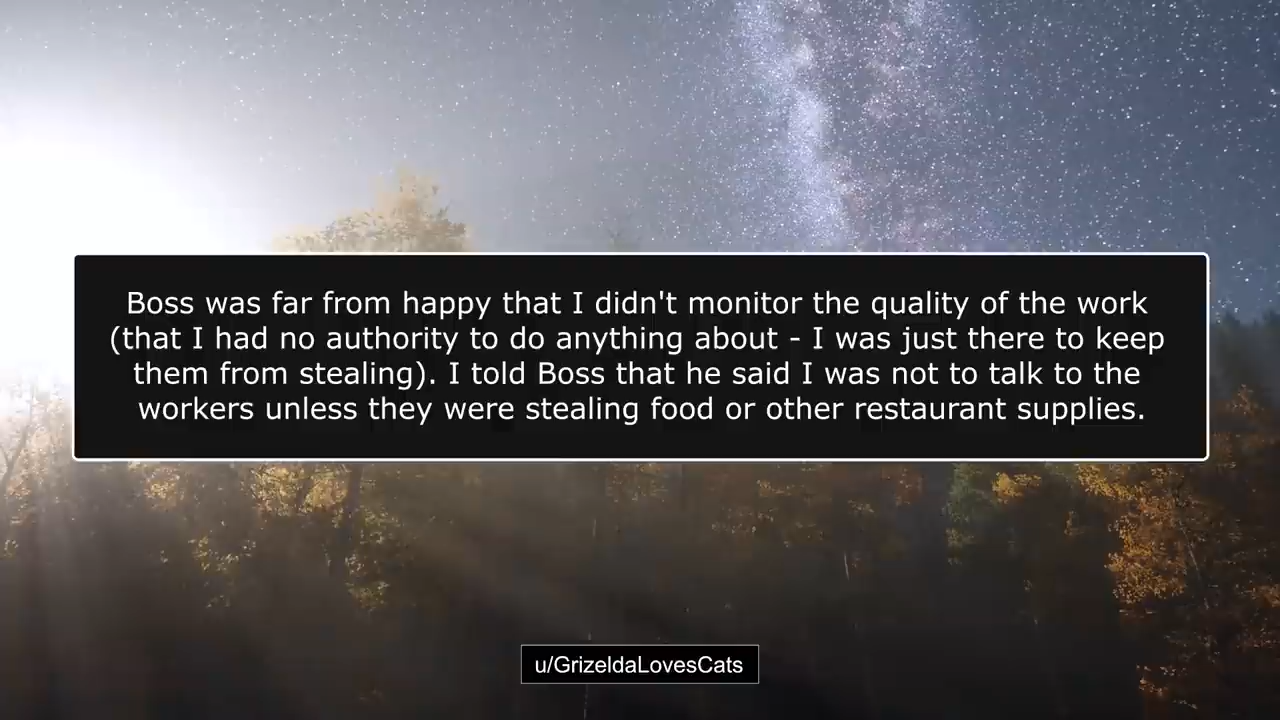 Boss was far from happy that I didn't monitor the quality of the work
(that I had no authority to do anything about - I was just there to keep
them from stealing). I told Boss that he said I was not to talk to the
workers unless they were stealing food or other restaurant supplies.
u/GrizeldaLovesCats